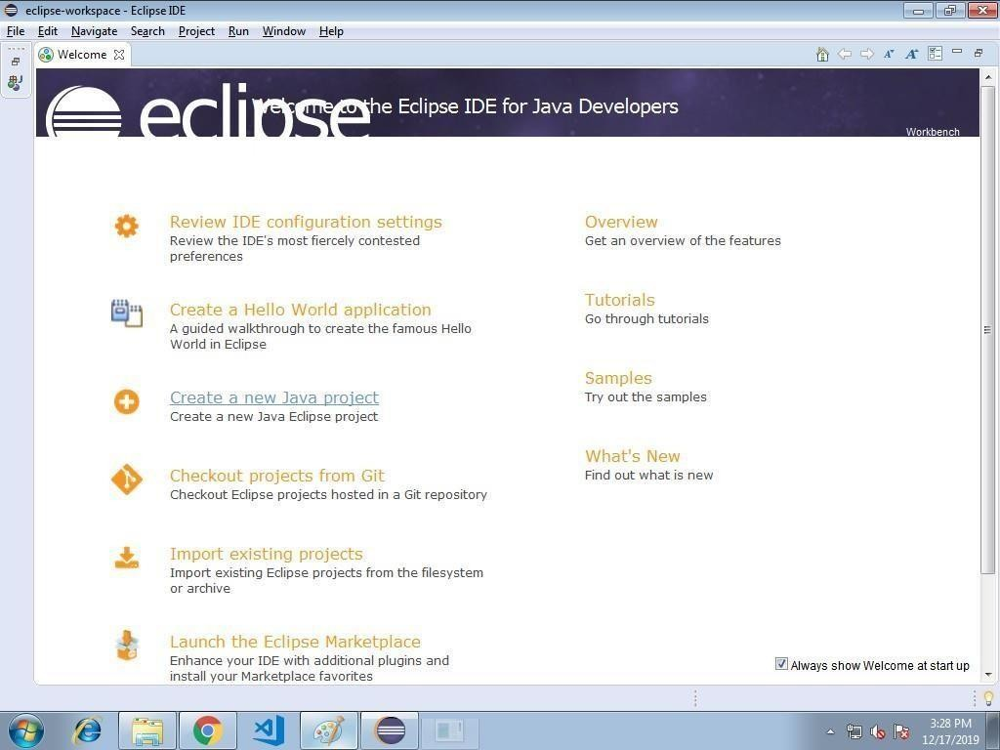 eclipse-workspace - Eclipse IDE
File Edit Navigate Search Project Run Window Help
Welcome
eclipse
Welcome to the Eclipse IDE for Java Developers
Workbench
Review IDE configuration settings
Review the IDE's most fiercely contested
preferences
Create a Hello World application
A guided walkthrough to create the famous Hello
World in Eclipse
Create a new Java project
Create a new Java Eclipse project
Checkout projects from Git
Checkout Eclipse projects hosted in a Git repository
Import existing projects
Import existing Eclipse projects from the filesystem
or archive
Launch the Eclipse Marketplace
Enhance your IDE with additional plugins and
install your Marketplace favorites
Overview
Get an overview of the features
Tutorials
Go through tutorials
Samples
Try out the samples
What's New
Find out what is new
Always show Welcome at start up
3:28 PM
12/17/2019